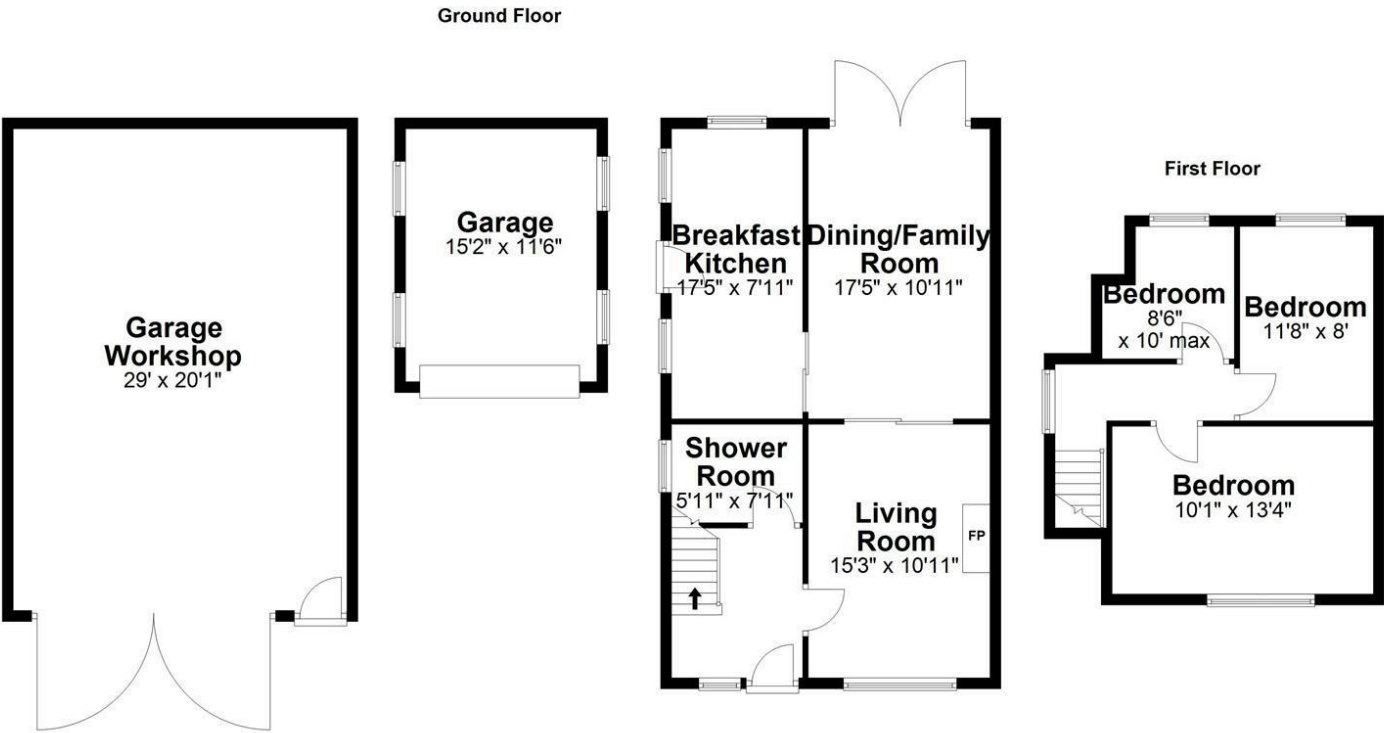 Ground Floor
Garage
Workshop
29' x 20'1"
Garage
15'2" x 11'6"
Breakfast
Kitchen
17'5" x 7'11"
Dining/Family
Room
17'5" x 10'11"
Shower
Room
5'11" x 7'11"
Living
Room
15'3" x 10'11"
FP
First Floor
Bedroom
8'6"
x 10' max
Bedroom
11'8" x 8'
Bedroom
10'1" x 13'4"